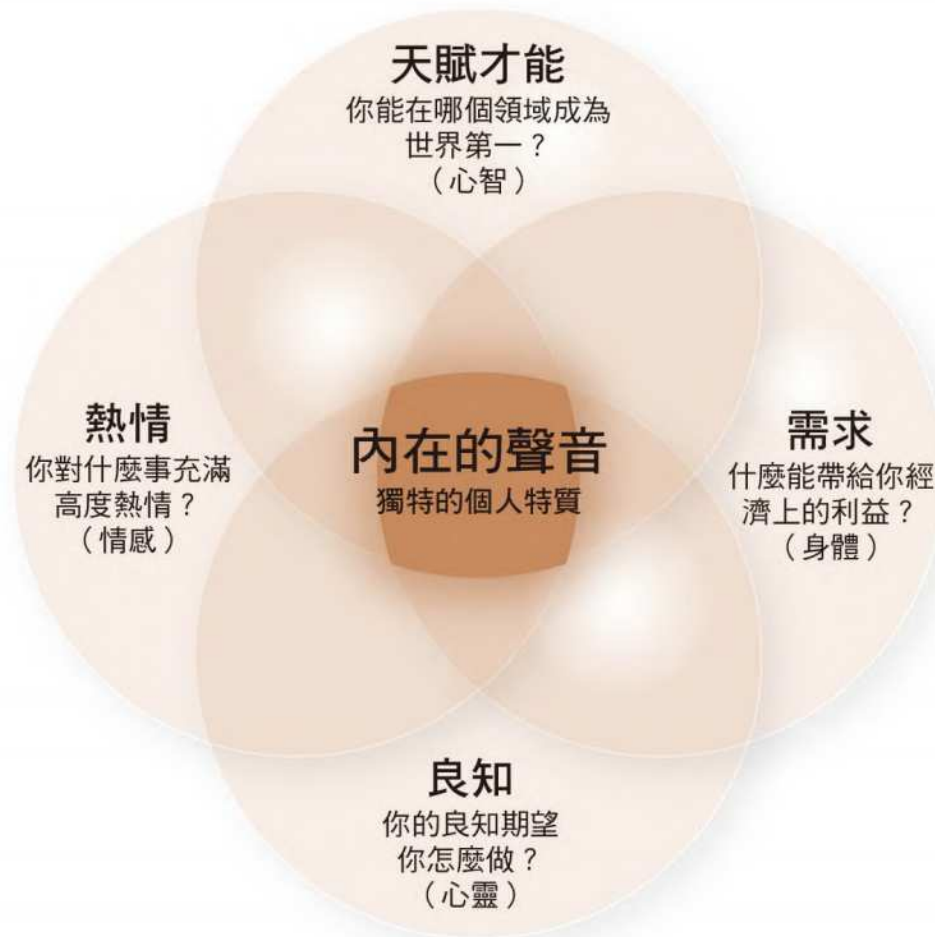 天賦才能
你能在哪個領域成為
世界第一？
（心智）
熱情
你對什麼事充滿
高度熱情？
（情感）
內在的聲音
獨特的個人特質
需求
什麼能帶給你經
濟上的利益？
（身體）
良知
你的良知期望
你怎麼做？
（心靈）